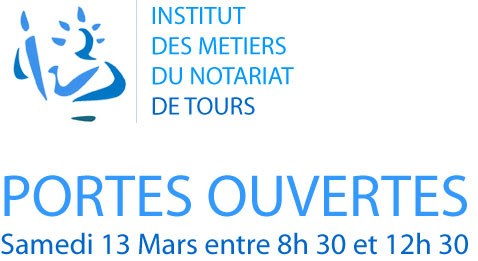 INSTITUT
DES METIERS
DU NOTARIAT
DE TOURS
PORTES OUVERTES
Samedi 13 Mars entre 8h 30 et 12h 30